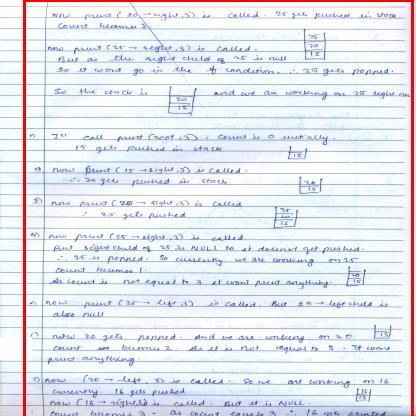 Now print (20 → right, 3) is called. 25 gets pushed in stack
Count becomes 3.
25
20
15
now print (25 → right, 3) is called.
But as the right child of 25 is null
So it wont go in the if condition. ∴ 25 gets popped.
So the stack is
20
15
and we are working on 25 right now
1) Ist call print (root, 3). Count is 0 initially.
15 gets pushed in stack
15
2) now print (15 → right, 3) is called.
∴ 20 gets pushed in stack
20
15
3) now print (20 → right, 3) is called
∴ 25 gets pushed
25
20
15
4) now print (25 → right, 3) is called
But right child of 25 is NULL so it doesnot get pushed.
∴ 25 is popped. So currently we are working on 25
count becomes 1.
As count is not equal to 3 it wont print anything.
20
15
now print (25 → left, 3) is called. But 25 → left child is
also null
now 20 gets popped. And we are working on 20.
15
count becomes 2. As it is not equal to 3. It wont
print anything.
7) now (20 → left, 3) is called. So we are working on 16
currently. 16 gets pushed
16
15
now (16 → right, 3) is called. But it is NULL.
count becomes 3. As count equals 3 ∴ 16 gets printed